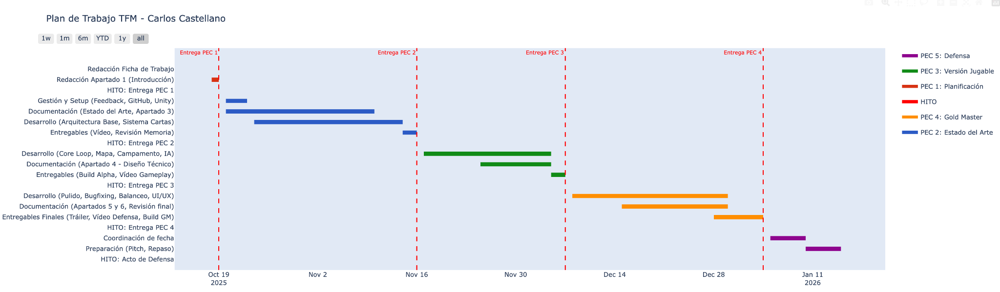 Plan de Trabajo TFM - Carlos Castellano
1w 1m 6m YTD 1y all
Entrega PEC 1 Entrega PEC 2 Entrega PEC 3 Entrega PEC 4
Redacción Ficha de Trabajo
Redacción Apartado 1 (Introducción)
HITO: Entrega PEC 1
Gestión y Setup (Feedback, GitHub, Unity)
Documentación (Estado del Arte, Apartado 3)
Desarrollo (Arquitectura Base, Sistema Cartas)
Entregables (Vídeo, Revisión Memoria)
HITO: Entrega PEC 2
Desarrollo (Core Loop, Mapa, Campamento, IA)
Documentación (Apartado 4 - Diseño Técnico)
Entregables (Build Alpha, Vídeo Gameplay)
HITO: Entrega PEC 3
Desarrollo (Pulido, Bugfixing, Balanceo, UI/UX)
Documentación (Apartados 5 y 6, Revisión final)
Entregables Finales (Tráiler, Vídeo Defensa, Build GM)
HITO: Entrega PEC 4
Coordinación de fecha
Preparación (Pitch, Repaso)
HITO: Acto de Defensa
Oct 19 Nov 2 Nov 16 Nov 30 Dec 14 Dec 28 Jan 11
2025 2026
PEC 5: Defensa
PEC 3: Versión Jugable
PEC 1: Planificación
HITO
PEC 4: Gold Master
PEC 2: Estado del Arte